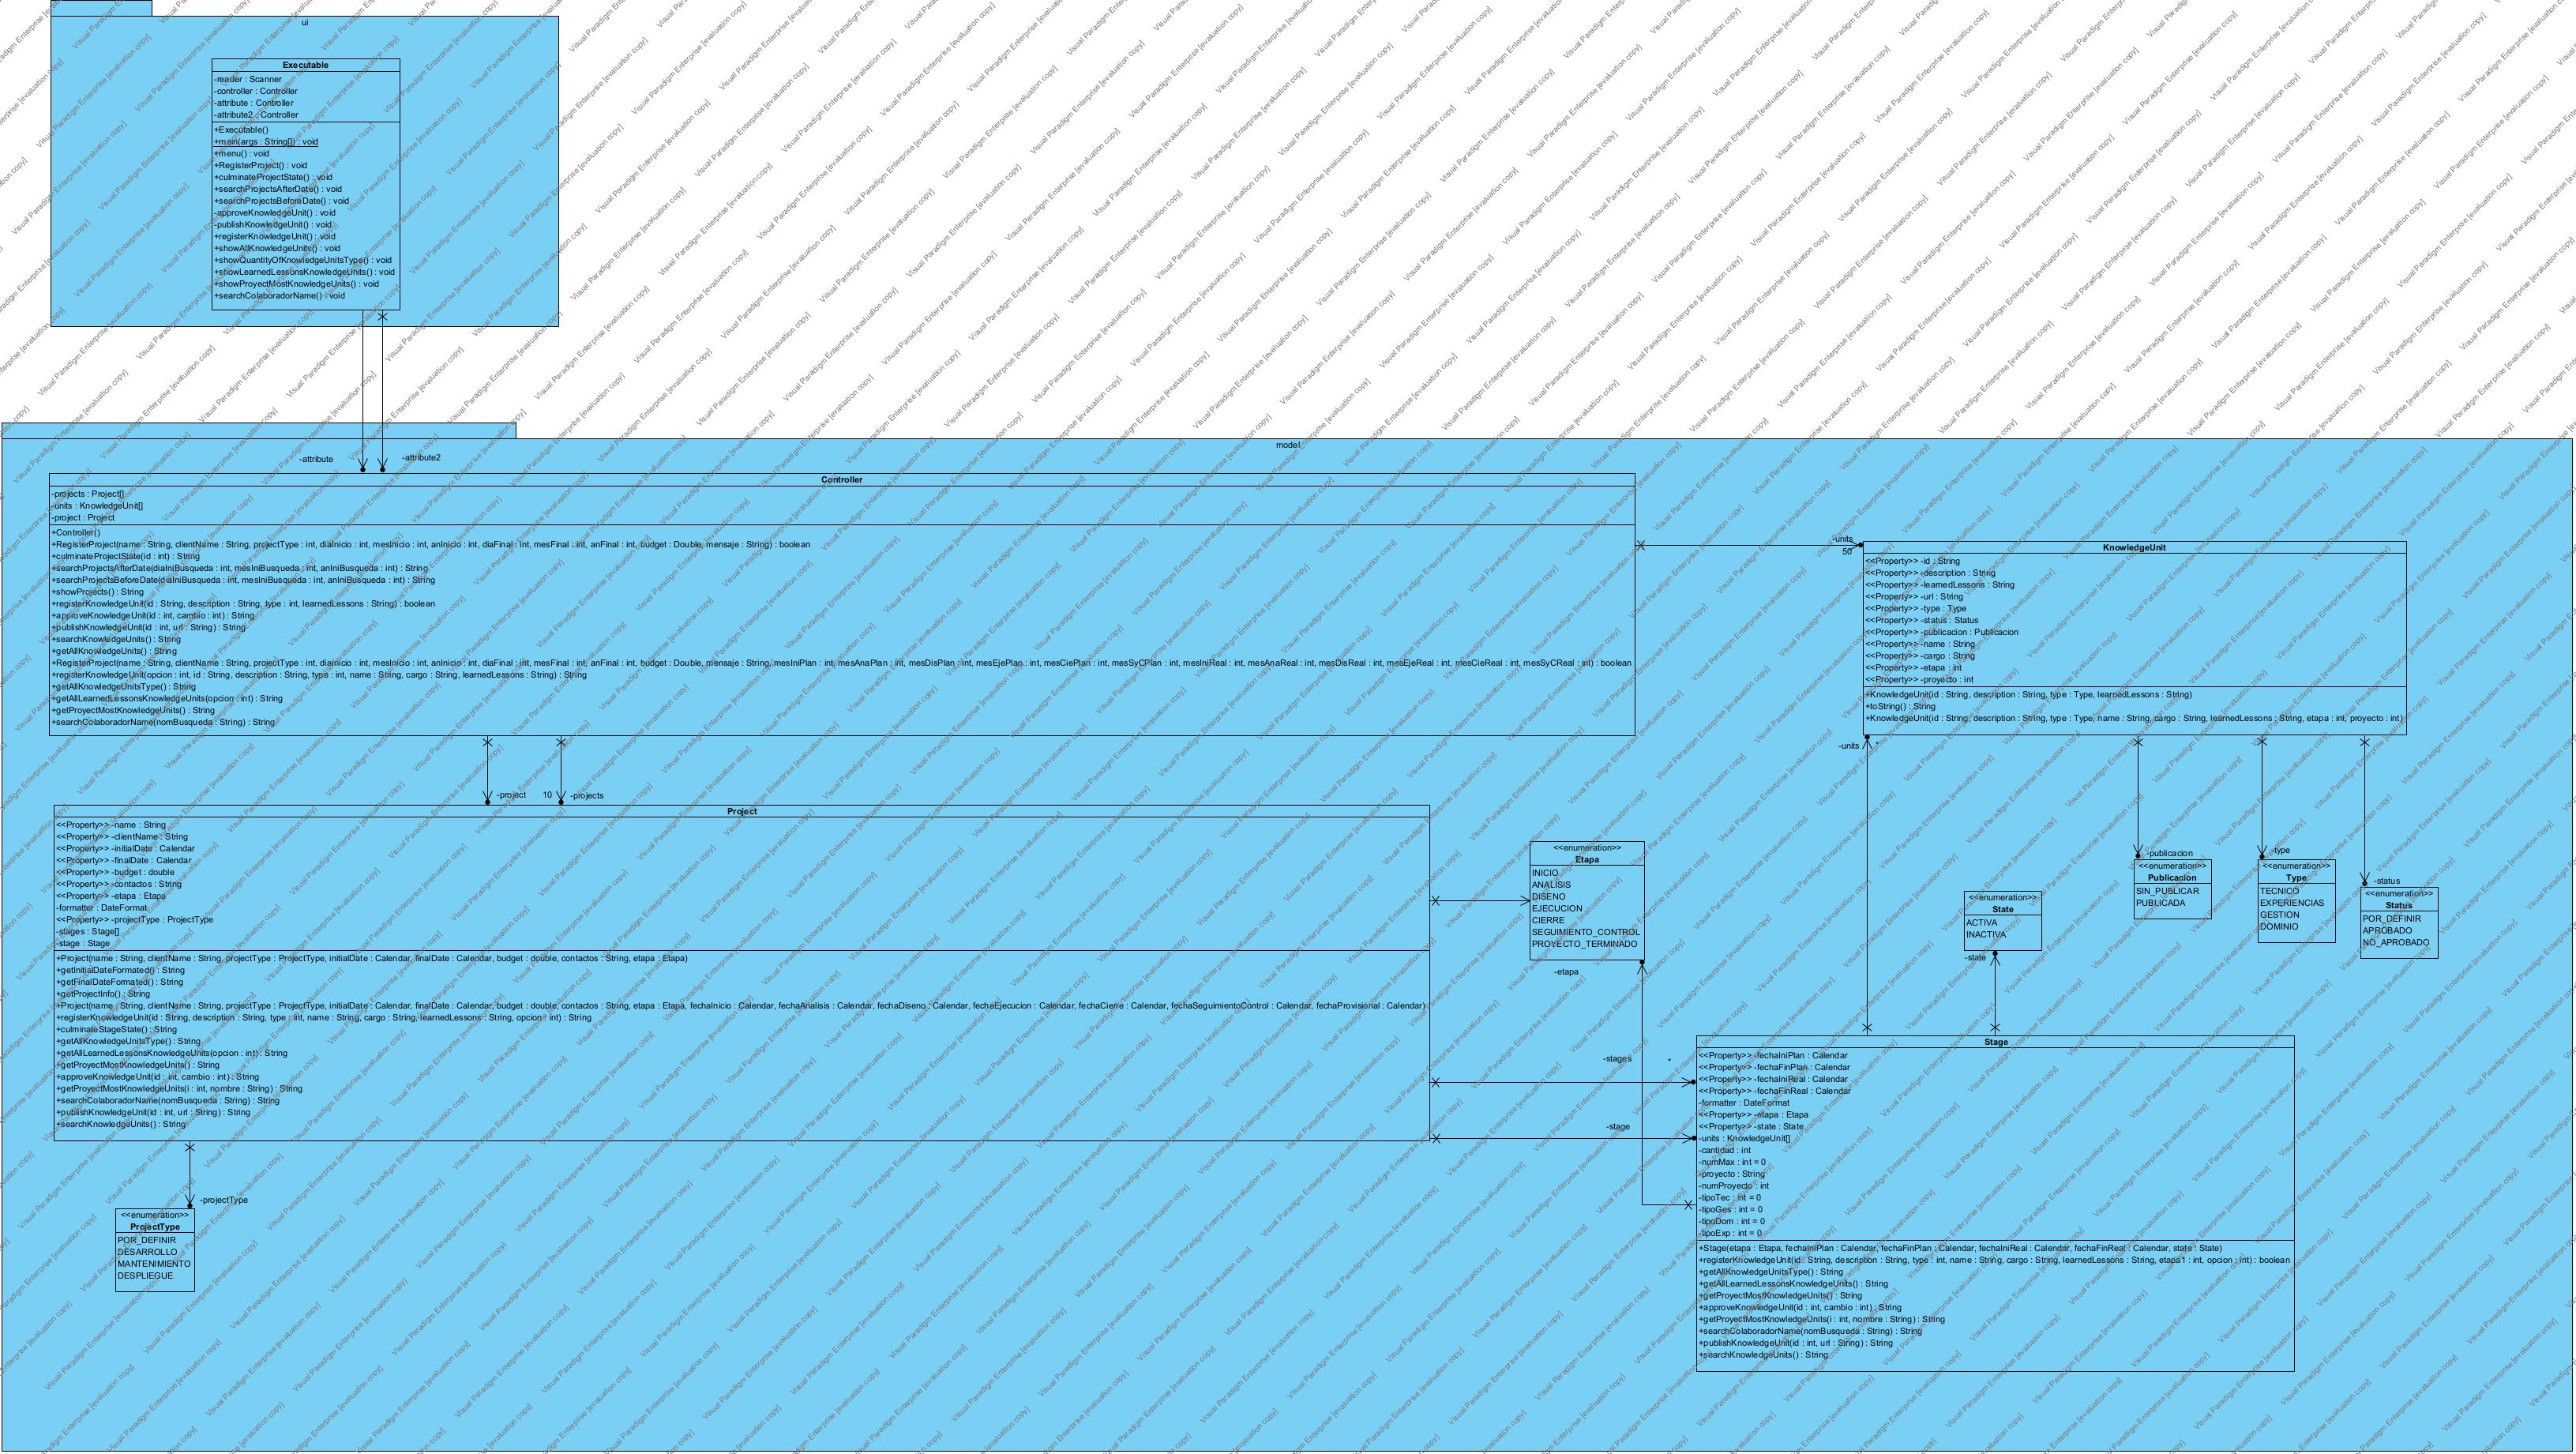 ui
Executable
-reader : Scanner
-controller : Controller
-attribute : Controller
-attribute2 : Controller
+Executable()
+main(args : String[]) : void
+menu() : void
+RegisterProject() : void
+culminateProjectState() : void
+searchProjectsAfterDate() : void
+searchProjectsBeforeDate() : void
-approveKnowledgeUnit() : void
-publishKnowledgeUnit() : void
+registerKnowledgeUnit() : void
+showAllKnowledgeUnits() : void
+showQuantityOfKnowledgeUnitsType() : void
+showLearnedLessonsKnowledgeUnits() : void
+showProyectMostKnowledgeUnits() : void
+searchColaboradorName() : void
model
-attribute
-attribute2
Controller
-projects : Project[]
-units : KnowledgeUnit[]
-project : Project
+Controller()
+RegisterProject(name : String, clientName : String, projectType : int, diaInicio : int, mesInicio : int, anInicio : int, diaFinal : int, mesFinal : int, anFinal : int, budget : Double, mensaje : String) : boolean
+culminateProjectState(id : int) : String
+searchProjectsAfterDate(diaIniBusqueda : int, mesIniBusqueda : int, anIniBusqueda : int) : String
+searchProjectsBeforeDate(diaIniBusqueda : int, mesIniBusqueda : int, anIniBusqueda : int) : String
+showProjects() : String
+registerKnowledgeUnit(id : String, description : String, type : int, learnedLessons : String) : boolean
+approveKnowledgeUnit(id : int, cambio : int) : String
+publishKnowledgeUnit(id : int, url : String) : String
+searchKnowledgeUnits() : String
+getAllKnowledgeUnits() : String
+RegisterProject(name : String, clientName : String, projectType : int, diaInicio : int, mesInicio : int, anInicio : int, diaFinal : int, mesFinal : int, anFinal : int, budget : Double, mensaje : String, mesIniPlan : int, mesAnaPlan : int, mesDisPlan : int, mesEjePlan : int, mesCiePlan : int, mesSyCPlan : int, mesIniReal : int, mesAnaReal : int, mesDisReal : int, mesEjeReal : int, mesCieReal : int, mesSyCReal : int) : boolean
+registerKnowledgeUnit(opcion : int, id : String, description : String, type : int, name : String, cargo : String, learnedLessons : String) : String
+getAllKnowledgeUnitsType() : String
+getAllLearnedLessonsKnowledgeUnits(opcion : int) : String
+getProyectMostKnowledgeUnits() : String
+searchColaboradorName(nomBusqueda : String) : String
-units
50
KnowledgeUnit
<<Property>> -id : String
<<Property>> -description : String
<<Property>> -learnedLessons : String
<<Property>> -url : String
<<Property>> -type : Type
<<Property>> -status : Status
<<Property>> -publicacion : Publicacion
<<Property>> -name : String
<<Property>> -cargo : String
<<Property>> -etapa : int
<<Property>> -proyecto : int
+KnowledgeUnit(id : String, description : String, type : Type, learnedLessons : String)
+toString() : String
+KnowledgeUnit(id : String, description : String, type : Type, name : String, cargo : String, learnedLessons : String, etapa : int, proyecto : int)
-units
*
-project
10
-projects
Project
<<Property>> -name : String
<<Property>> -clientName : String
<<Property>> -initialDate : Calendar
<<Property>> -finalDate : Calendar
<<Property>> -budget : double
<<Property>> -contactos : String
<<Property>> -etapa : Etapa
-formatter : DateFormat
<<Property>> -projectType : ProjectType
-stages : Stage[]
-stage : Stage
+Project(name : String, clientName : String, projectType : ProjectType, initialDate : Calendar, finalDate : Calendar, budget : double, contactos : String, etapa : Etapa)
+getInitialDateFormated() : String
+getFinalDateFormated() : String
+getProjectInfo() : String
+Project(name : String, clientName : String, projectType : ProjectType, initialDate : Calendar, finalDate : Calendar, budget : double, contactos : String, etapa : Etapa, fechaInicio : Calendar, fechaAnalisis : Calendar, fechaDiseno : Calendar, fechaEjecucion : Calendar, fechaCierre : Calendar, fechaSeguimientoControl : Calendar, fechaProvisional : Calendar)
+registerKnowledgeUnit(id : String, description : String, type : int, name : String, cargo : String, learnedLessons : String, opcion : int) : String
+culminateStageState() : String
+getAllKnowledgeUnitsType() : String
+getAllLearnedLessonsKnowledgeUnits(opcion : int) : String
+getProyectMostKnowledgeUnits() : String
+approveKnowledgeUnit(id : int, cambio : int) : String
+getProyectMostKnowledgeUnits(i : int, nombre : String) : String
+searchColaboradorName(nomBusqueda : String) : String
+publishKnowledgeUnit(id : int, url : String) : String
+searchKnowledgeUnits() : String
<<enumeration>>
Etapa
INICIO
ANALISIS
DISENO
EJECUCION
CIERRE
SEGUIMIENTO_CONTROL
PROYECTO_TERMINADO
-etapa
-publicacion
<<enumeration>>
Publicacion
SIN_PUBLICAR
PUBLICADA
-type
<<enumeration>>
Type
TECNICO
EXPERIENCIAS
GESTION
DOMINIO
-status
<<enumeration>>
Status
POR_DEFINIR
APROBADO
NO_APROBADO
<<enumeration>>
State
ACTIVA
INACTIVA
-state
-stages
*
-stage
Stage
<<Property>> -fechaIniPlan : Calendar
<<Property>> -fechaFinPlan : Calendar
<<Property>> -fechaIniReal : Calendar
<<Property>> -fechaFinReal : Calendar
-formatter : DateFormat
<<Property>> -etapa : Etapa
<<Property>> -state : State
-units : KnowledgeUnit[]
-cantidad : int
-numMax : int = 0
-proyecto : String
-numProyecto : int
-tipoTec : int = 0
-tipoGes : int = 0
-tipoDom : int = 0
-tipoExp : int = 0
+Stage(etapa : Etapa, fechaIniPlan : Calendar, fechaFinPlan : Calendar, fechaIniReal : Calendar, fechaFinReal : Calendar, state : State)
+registerKnowledgeUnit(id : String, description : String, type : int, name : String, cargo : String, learnedLessons : String, etapa1 : int, opcion : int) : boolean
+getAllKnowledgeUnitsType() : String
+getAllLearnedLessonsKnowledgeUnits() : String
+getProyectMostKnowledgeUnits() : String
+approveKnowledgeUnit(id : int, cambio : int) : String
+getProyectMostKnowledgeUnits(i : int, nombre : String) : String
+searchColaboradorName(nomBusqueda : String) : String
+publishKnowledgeUnit(id : int, url : String) : String
+searchKnowledgeUnits() : String
-projectType
<<enumeration>>
ProjectType
POR_DEFINIR
DESARROLLO
MANTENIMIENTO
DESPLIEGUE
Visual Paradigm Enterprise [evaluation copy]